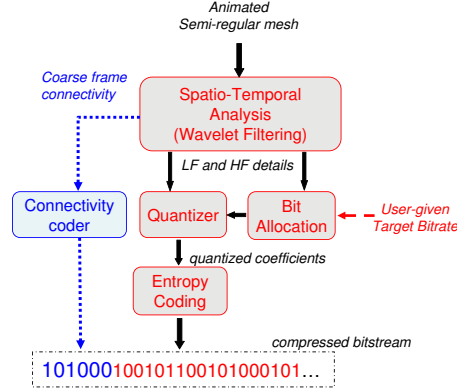 Animated
Semi-regular mesh
Coarse frame
connectivity
Spatio-Temporal
Analysis
(Wavelet Filtering)
LF and HF details
Connectivity
coder
Quantizer
Bit
Allocation
User-given
Target Bitrate
quantized coefficients
Entropy
Coding
compressed bitstream
101000100101100101000101...